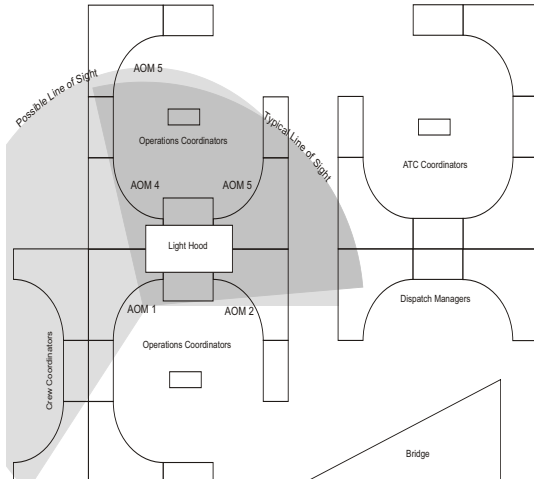 AOM 5
Possible Line of Sight
Typical Line of Sight
Operations Coordinators
ATC Coordinators
AOM 4
AOM 5
Light Hood
Dispatch Managers
AOM 1
AOM 2
Operations Coordinators
Crew Coordinators
Bridge